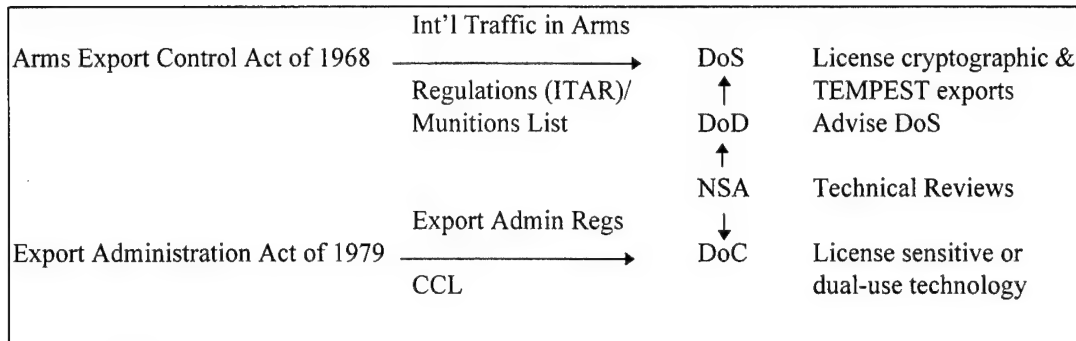 Int'l Traffic in Arms
Arms Export Control Act of 1968 DoS License cryptographic &
Regulations (ITAR)/ TEMPEST exports
Munitions List DoD Advise DoS
NSA Technical Reviews
Export Admin Regs
Export Administration Act of 1979 DoC License sensitive or
CCL dual-use technology